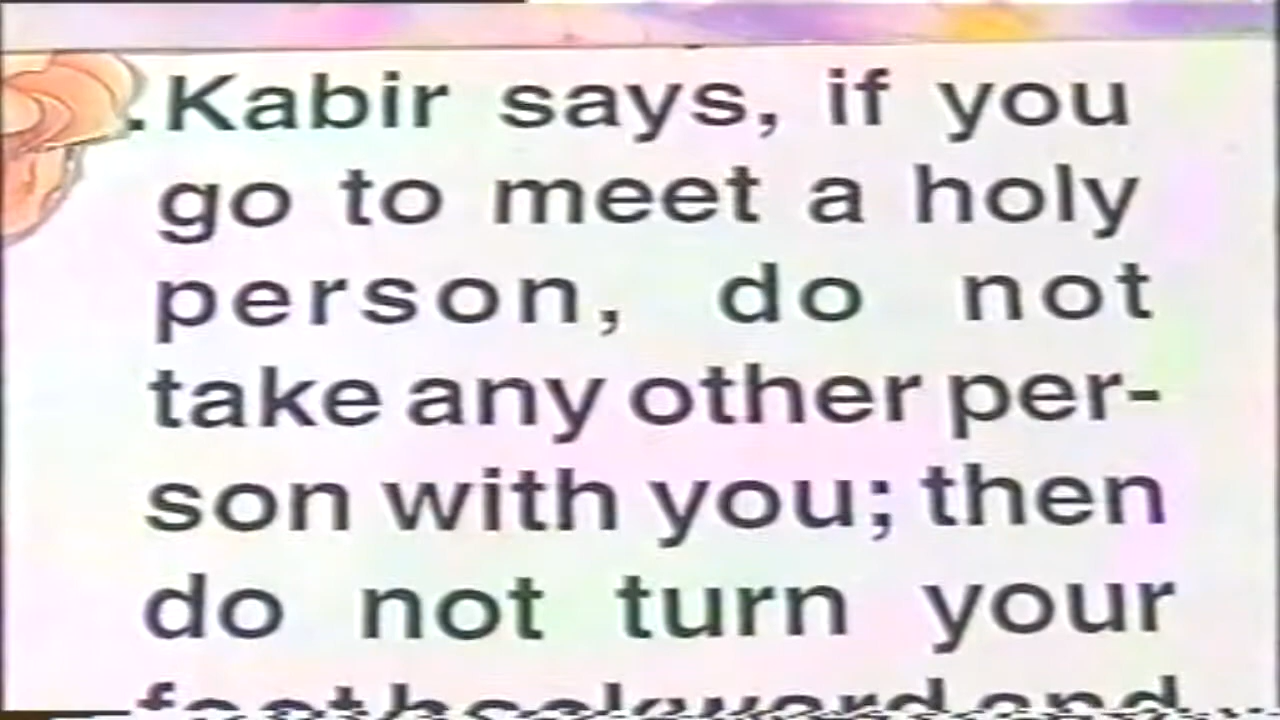 .Kabir says, if you
go to meet a holy
person, do not
take any other per-
son with you; then
do not turn your